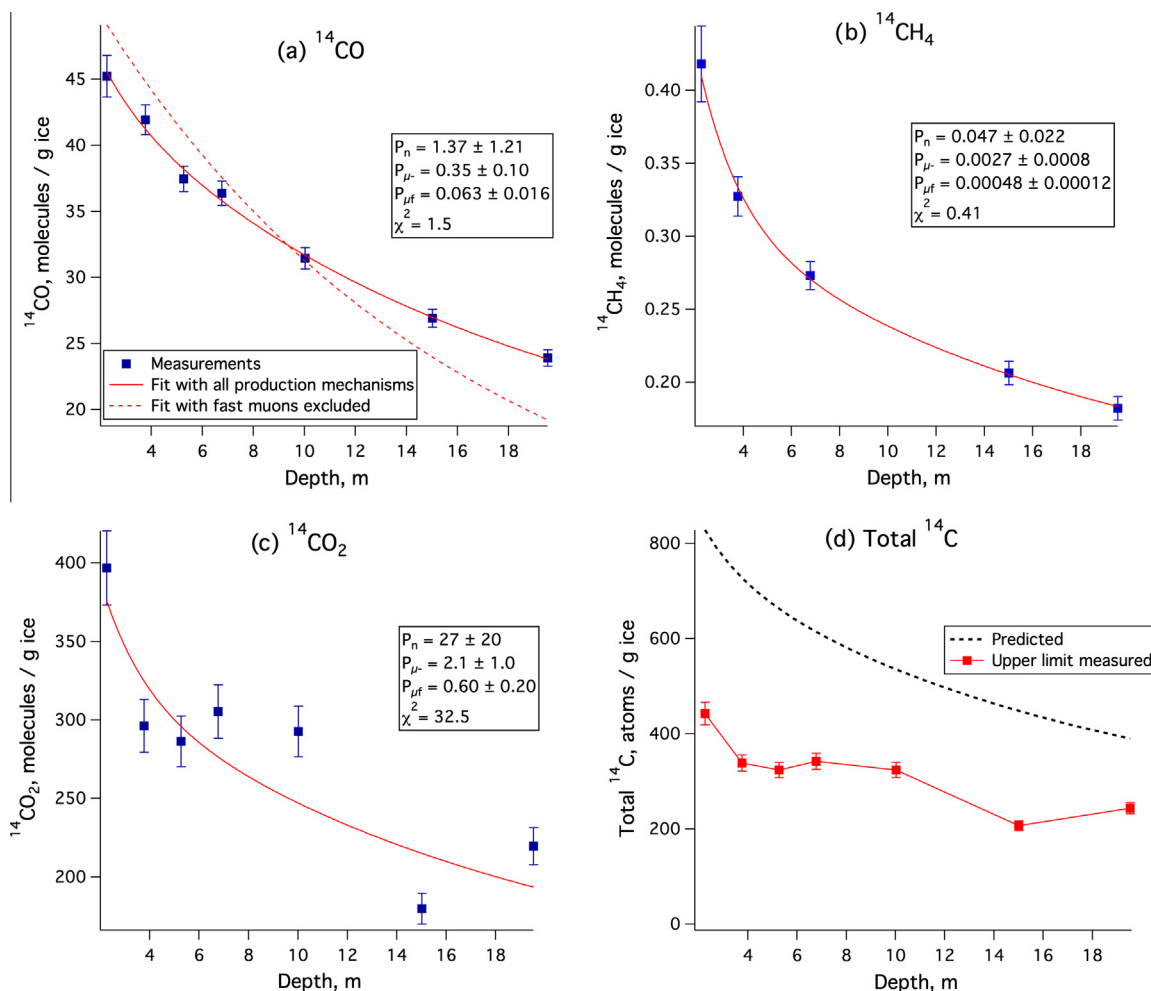 (a) ¹⁴CO
¹⁴CO, molecules / g ice
45
40
35
30
25
20
Pₙ = 1.37 ± 1.21
P_μ- = 0.35 ± 0.10
P_μf = 0.063 ± 0.016
χ² = 1.5
Measurements
Fit with all production mechanisms
Fit with fast muons excluded
4 6 8 10 12 14 16 18
Depth, m
(b) ¹⁴CH₄
¹⁴CH₄, molecules / g ice
0.40
0.35
0.30
0.25
0.20
Pₙ = 0.047 ± 0.022
P_μ- = 0.0027 ± 0.0008
P_μf = 0.00048 ± 0.00012
χ² = 0.41
4 6 8 10 12 14 16 18
Depth, m
(c) ¹⁴CO₂
¹⁴CO₂, molecules / g ice
400
350
300
250
200
Pₙ = 27 ± 20
P_μ- = 2.1 ± 1.0
P_μf = 0.60 ± 0.20
χ² = 32.5
4 6 8 10 12 14 16 18
Depth, m
(d) Total ¹⁴C
Total ¹⁴C, atoms / g ice
800
600
400
200
0
Predicted
Upper limit measured
4 6 8 10 12 14 16 18
Depth, m